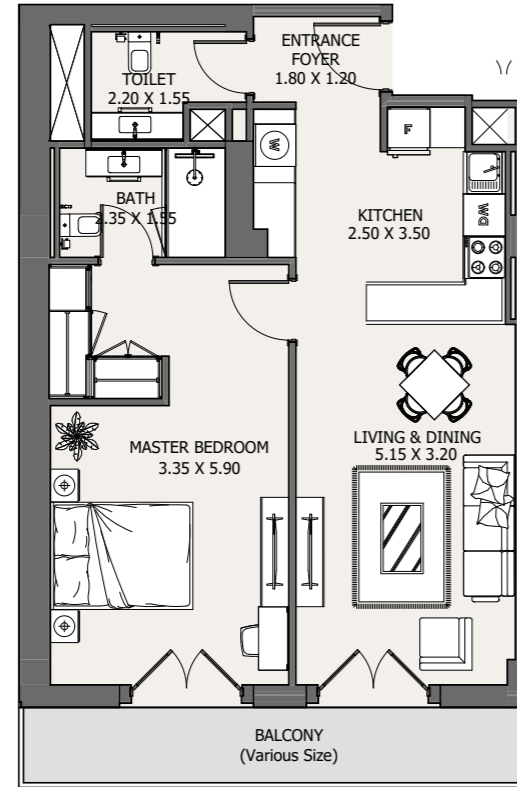 ENTRANCE
FOYER
1.80 X 1.20
TOILET
2.20 X 1.55
W
F
BATH
2.35 X 1.55
DW
KITCHEN
2.50 X 3.50
LIVING & DINING
5.15 X 3.20
MASTER BEDROOM
3.35 X 5.90
BALCONY
(Various Size)